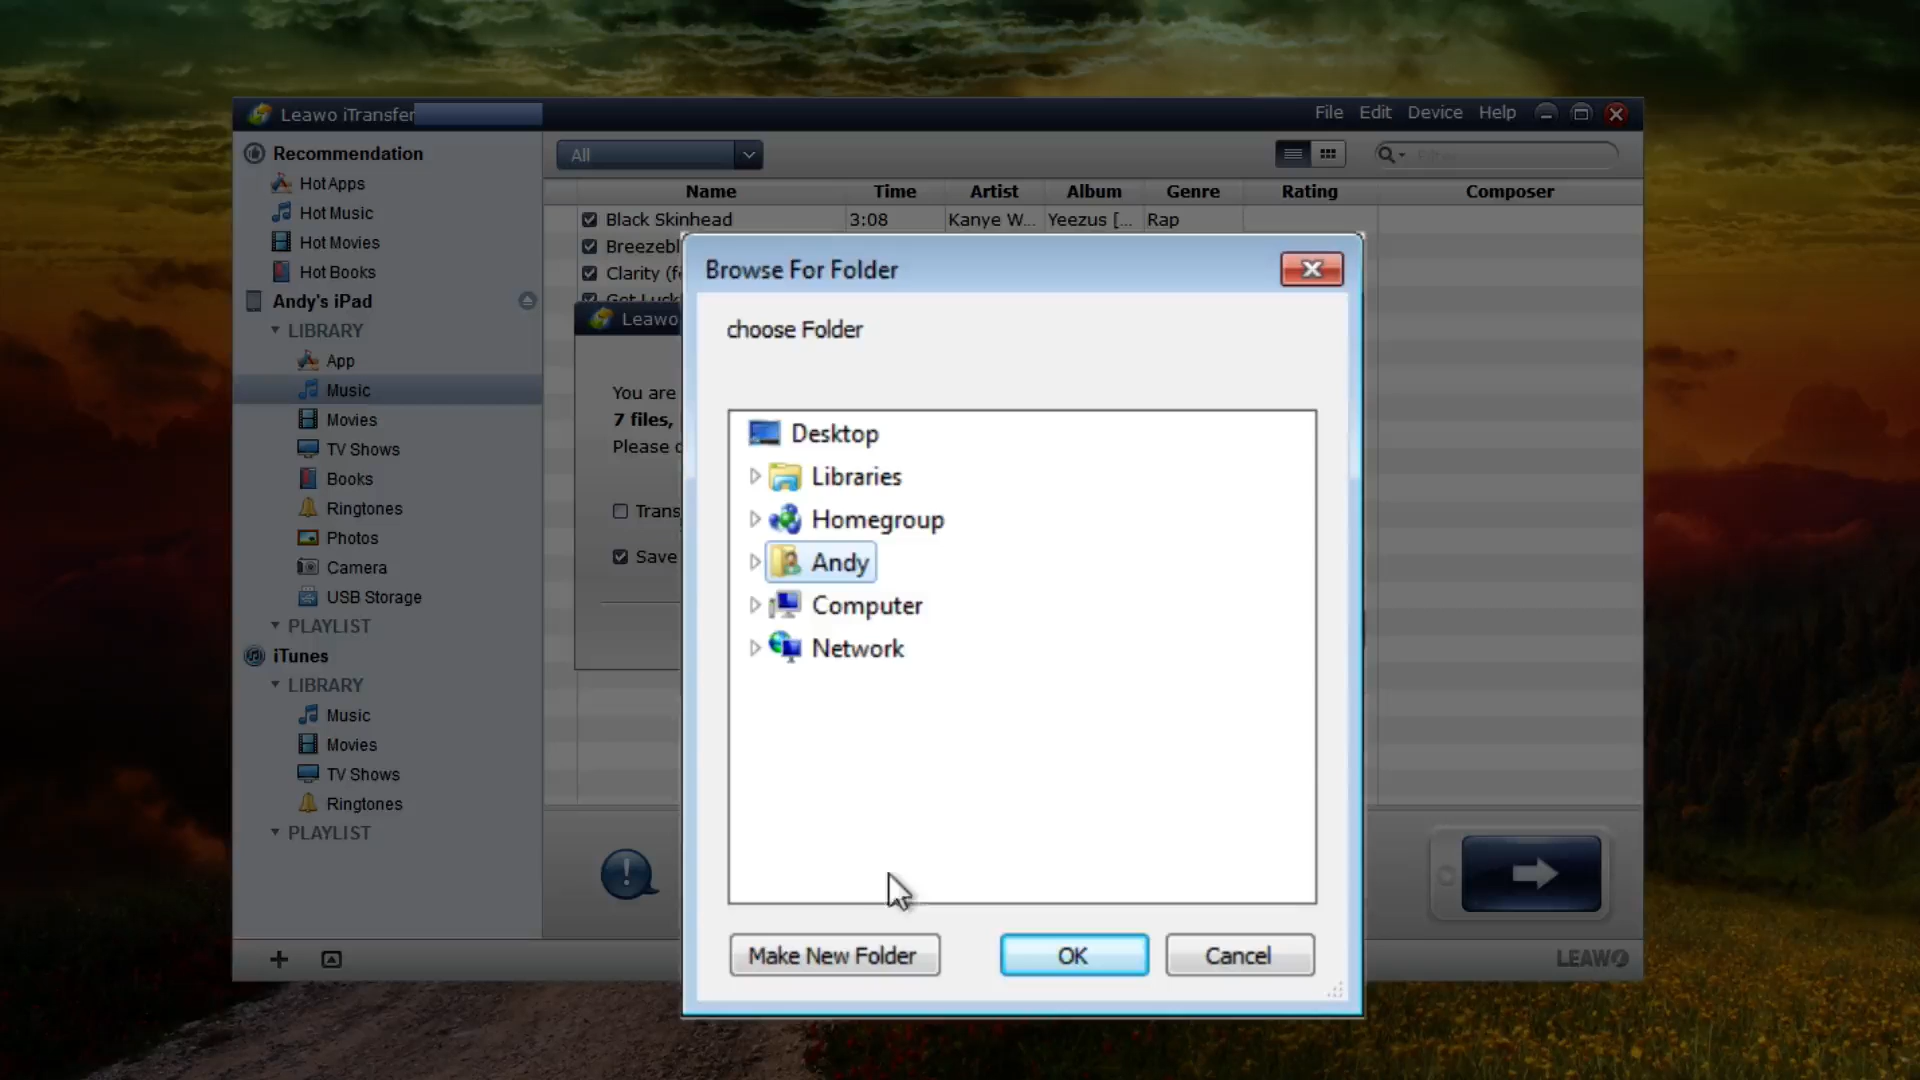 Leawo iTransfer
File Edit Device Help
Recommendation
Hot Apps
Hot Music
Hot Movies
Hot Books
Andy's iPad
LIBRARY
App
Music
Movies
TV Shows
Books
Ringtones
Photos
Camera
USB Storage
PLAYLIST
iTunes
LIBRARY
Music
Movies
TV Shows
Ringtones
PLAYLIST
All
Name Time Artist Album Genre Rating Composer
Black Skinhead 3:08 Kanye W... Yeezus [... Rap
Breezebl
Clarity (f
Get Luck
Leawo
You are
7 files,
Please
Trans
Save
Browse For Folder
choose Folder
Desktop
Libraries
Homegroup
Andy
Computer
Network
Make New Folder OK Cancel
LEAWO